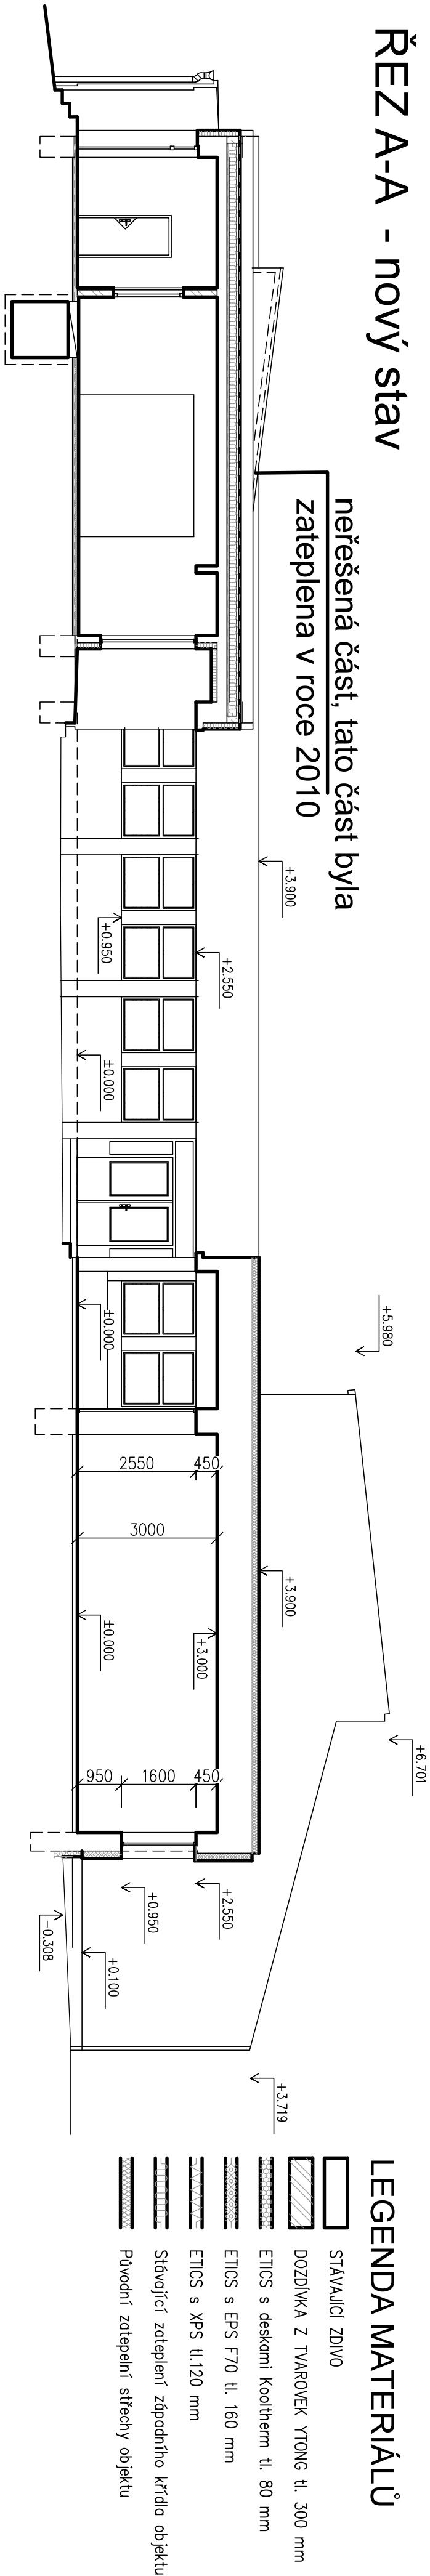 ŘEZ A-A - nový stav
neřešená část, tato část byla
zateplena v roce 2010
+3.900
+2.550
+0.950
±0.000
+5.980
±0.000
2550
450
3000
+3.900
+3.000
±0.000
+6.701
950
1600
450
+2.550
+0.950
+0.100
-0.308
+3.719
LEGENDA MATERIÁLŮ
STÁVAJÍCÍ ZDIVO
DOZDÍVKA Z TVAROVEK YTONG tl. 300 mm
ETICS s deskami Kooltherm tl. 80 mm
ETICS s EPS F70 tl. 160 mm
ETICS s XPS tl.120 mm
Stávající zateplení západního křídla objektu
Původní zatepelní střechy objektu